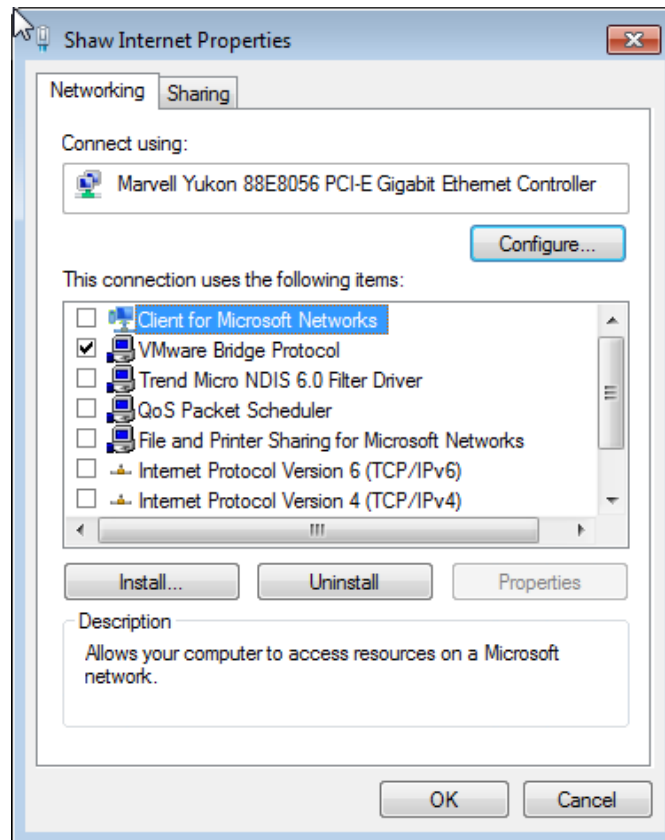 Shaw Internet Properties
Networking
Sharing
Connect using:
Marvell Yukon 88E8056 PCI-E Gigabit Ethernet Controller
Configure...
This connection uses the following items:
Client for Microsoft Networks
VMware Bridge Protocol
Trend Micro NDIS 6.0 Filter Driver
QoS Packet Scheduler
File and Printer Sharing for Microsoft Networks
Internet Protocol Version 6 (TCP/IPv6)
Internet Protocol Version 4 (TCP/IPv4)
Install...
Uninstall
Properties
Description
Allows your computer to access resources on a Microsoft
network.
OK
Cancel